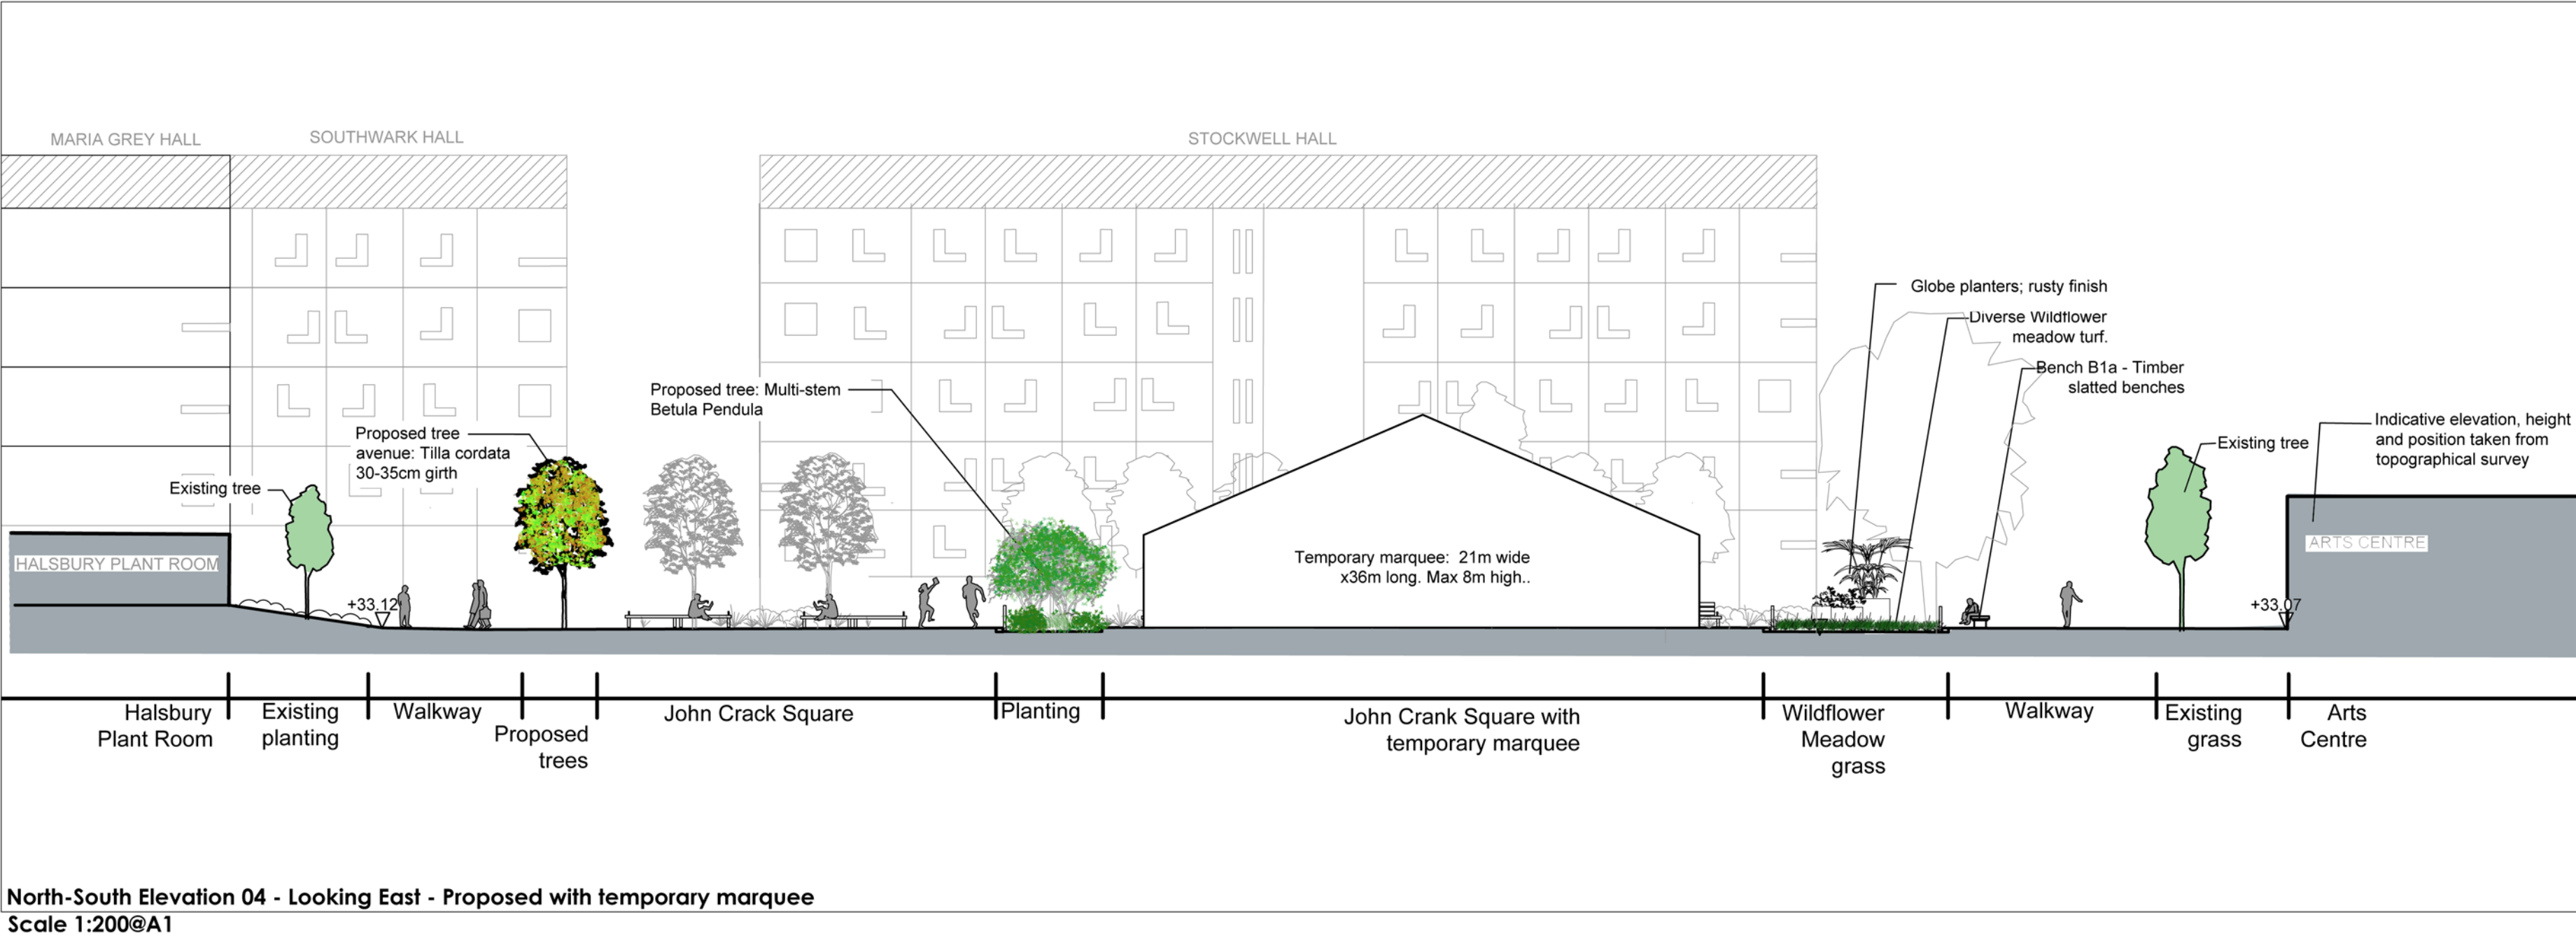 MARIA GREY HALL
SOUTHWARK HALL
STOCKWELL HALL
Globe planters; rusty finish
Diverse Wildflower
meadow turf.
Bench B1a - Timber
slatted benches
Proposed tree: Multi-stem
Betula Pendula
Indicative elevation, height
and position taken from
topographical survey
Proposed tree
avenue: Tilla cordata
30-35cm girth
Existing tree
Existing tree
HALSBURY PLANT ROOM
ARTS CENTRE
Temporary marquee: 21m wide
x36m long. Max 8m high..
+33.12
+33.07
Halsbury
Plant Room
Existing
planting
Walkway
Proposed
trees
John Crack Square
Planting
John Crank Square with
temporary marquee
Wildflower
Meadow
grass
Walkway
Existing
grass
Arts
Centre
North-South Elevation 04 - Looking East - Proposed with temporary marquee
Scale 1:200@A1